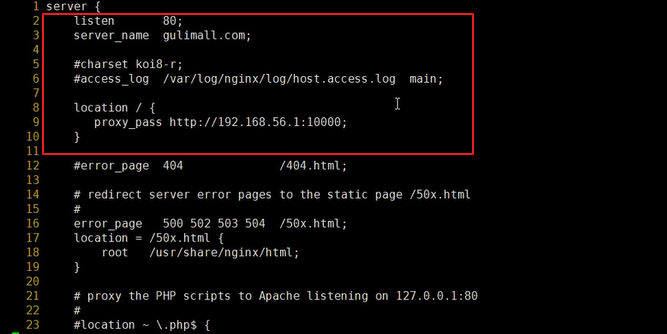 1 server {
2     listen       80;
3     server_name  gulimall.com;
4
5     #charset koi8-r;
6     #access_log  /var/log/nginx/log/host.access.log  main;
7
8     location / {
9        proxy_pass http://192.168.56.1:10000;
10     }
11
12     #error_page  404              /404.html;
13
14     # redirect server error pages to the static page /50x.html
15     #
16     error_page   500 502 503 504  /50x.html;
17     location = /50x.html {
18         root   /usr/share/nginx/html;
19     }
20
21     # proxy the PHP scripts to Apache listening on 127.0.0.1:80
22     #
23     #location ~ \.php$ {